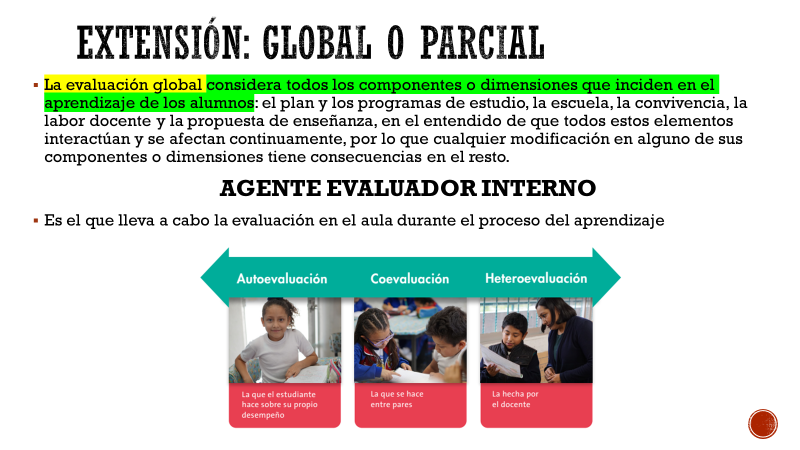 EXTENSIÓN: GLOBAL O PARCIAL
La evaluación global considera todos los componentes o dimensiones que inciden en el
aprendizaje de los alumnos: el plan y los programas de estudio, la escuela, la convivencia, la
labor docente y la propuesta de enseñanza, en el entendido de que todos estos elementos
interactúan y se afectan continuamente, por lo que cualquier modificación en alguno de sus
componentes o dimensiones tiene consecuencias en el resto.
AGENTE EVALUADOR INTERNO
Es el que lleva a cabo la evaluación en el aula durante el proceso del aprendizaje
Autoevaluación
Coevaluación
Heteroevaluación
La que el estudiante
hace sobre su propio
desempeño
La que se hace
entre pares
La hecha por
el docente